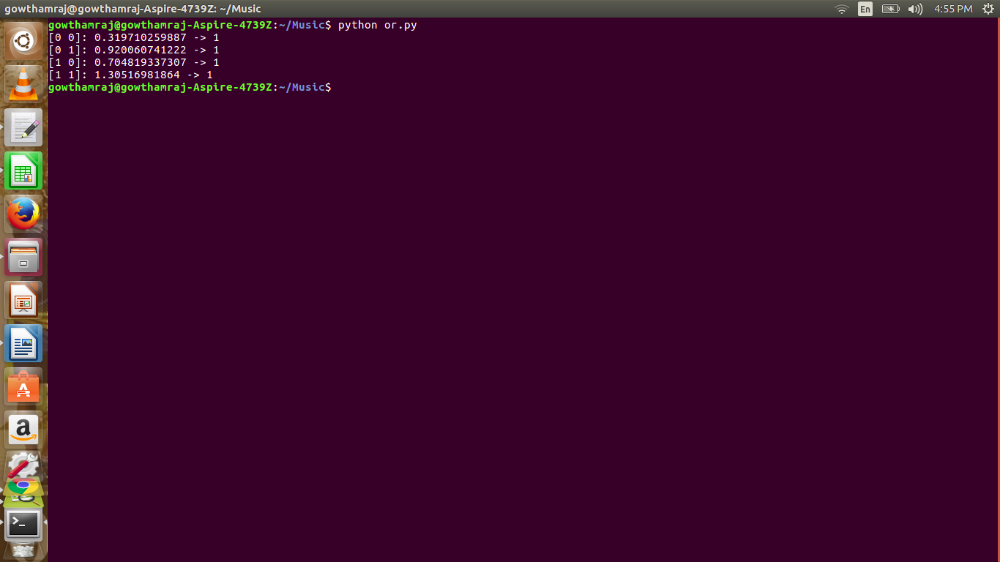 gowthamraj@gowthamraj-Aspire-4739Z: ~/Music
En
4:55 PM
gowthamraj@gowthamraj-Aspire-4739Z:~/Music$ python or.py
[0 0]: 0.319710259887 -> 1
[0 1]: 0.920060741222 -> 1
[1 0]: 0.704819337307 -> 1
[1 1]: 1.30516981864 -> 1
gowthamraj@gowthamraj-Aspire-4739Z:~/Music$